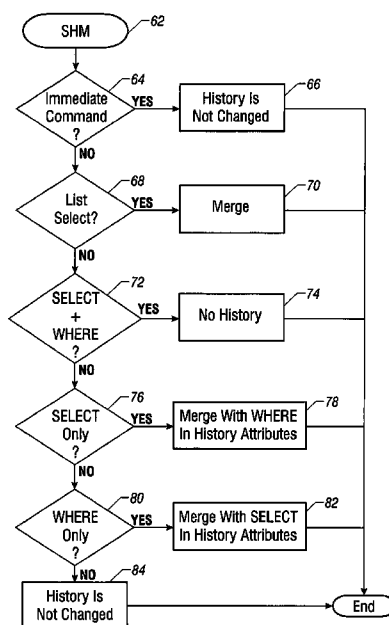 SHM
62
Immediate
Command
?
64
YES
History is
Not Changed
66
NO
List
Select?
68
YES
Merge
70
NO
SELECT
+
WHERE
?
72
YES
No History
74
NO
SELECT
Only
?
76
YES
Merge With WHERE
In History Attributes
78
NO
WHERE
Only
?
80
YES
Merge With SELECT
In History Attributes
82
NO
84
History Is
Not Changed
End